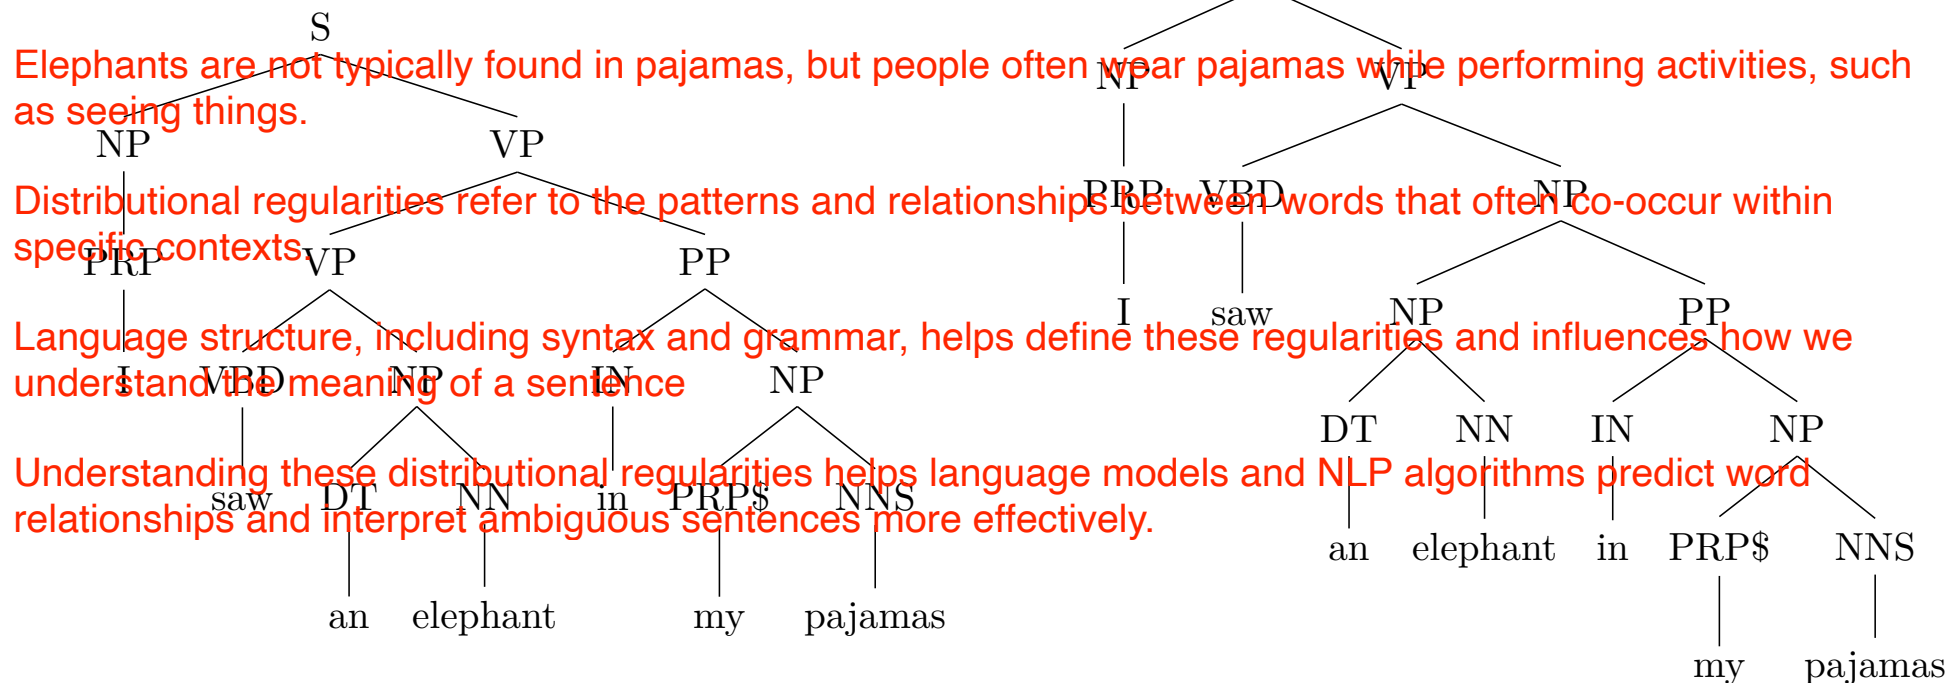 Elephants are not typically found in pajamas, but people often wear pajamas while performing activities, such
as seeing things.
Distributional regularities refer to the patterns and relationships between words that often co-occur within
specific contexts.
Language structure, including syntax and grammar, helps define these regularities and influences how we
understand the meaning of a sentence
Understanding these distributional regularities helps language models and NLP algorithms predict word
relationships and interpret ambiguous sentences more effectively.
S
NP VP
PRP VP PP
I VBD NP IN NP
saw DT NN in PRP$ NNS
an elephant my pajamas
NP VP
PRP VBD NP
I saw NP PP
DT NN IN NP
an elephant in PRP$ NNS
my pajamas